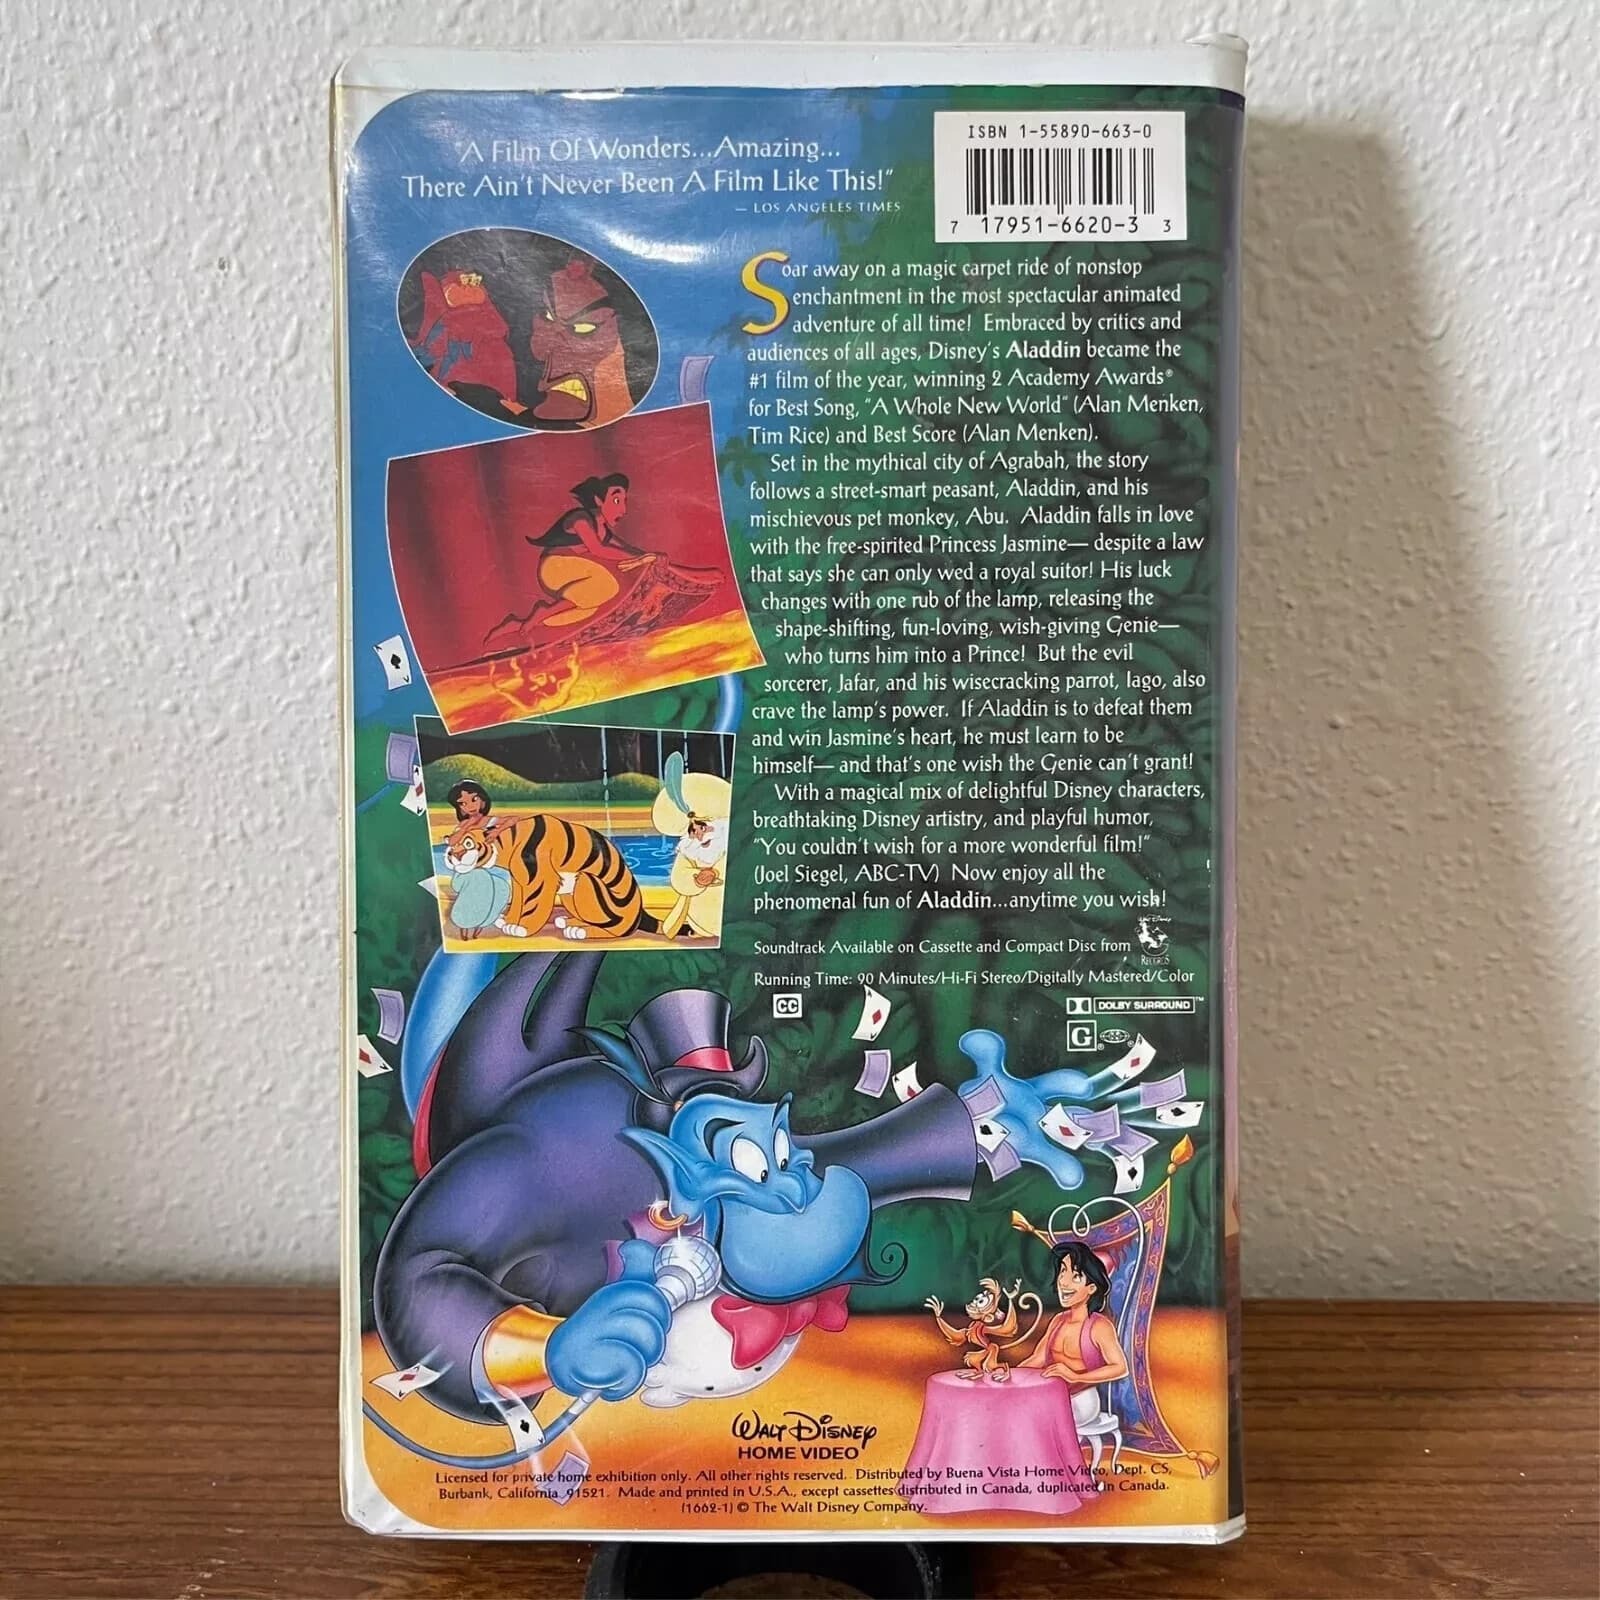 "A Film Of Wonders...Amazing...
There Ain't Never Been A Film Like This!"
— LOS ANGELES TIMES
ISBN 1-55890-663-0
7 17951-6620-3 3
Soar away on a magic carpet ride of nonstop
enchantment in the most spectacular animated
adventure of all time! Embraced by critics and
audiences of all ages, Disney's Aladdin became the
#1 film of the year, winning 2 Academy Awards®
for Best Song, "A Whole New World" (Alan Menken,
Tim Rice) and Best Score (Alan Menken).
Set in the mythical city of Agrabah, the story
follows a street-smart peasant, Aladdin, and his
mischievous pet monkey, Abu. Aladdin falls in love
with the free-spirited Princess Jasmine— despite a law
that says she can only wed a royal suitor! His luck
changes with one rub of the lamp, releasing the
shape-shifting, fun-loving, wish-giving Genie—
who turns him into a Prince! But the evil
sorcerer, Jafar, and his wisecracking parrot, Iago, also
crave the lamp's power. If Aladdin is to defeat them
and win Jasmine's heart, he must learn to be
himself— and that's one wish the Genie can't grant!
With a magical mix of delightful Disney characters,
breathtaking Disney artistry, and playful humor,
"You couldn't wish for a more wonderful film!"
(Joel Siegel, ABC-TV) Now enjoy all the
phenomenal fun of Aladdin...anytime you wish!
Soundtrack Available on Cassette and Compact Disc from
Walt Disney
Records
Running Time: 90 Minutes/Hi-Fi Stereo/Digitally Mastered/Color
CC
DOLBY SURROUND™
G®
Walt Disney
HOME VIDEO
Licensed for private home exhibition only. All other rights reserved. Distributed by Buena Vista Home Video, Dept. CS,
Burbank, California 91521. Made and printed in U.S.A., except cassettes distributed in Canada, duplicated in Canada.
(1662-1) © The Walt Disney Company.